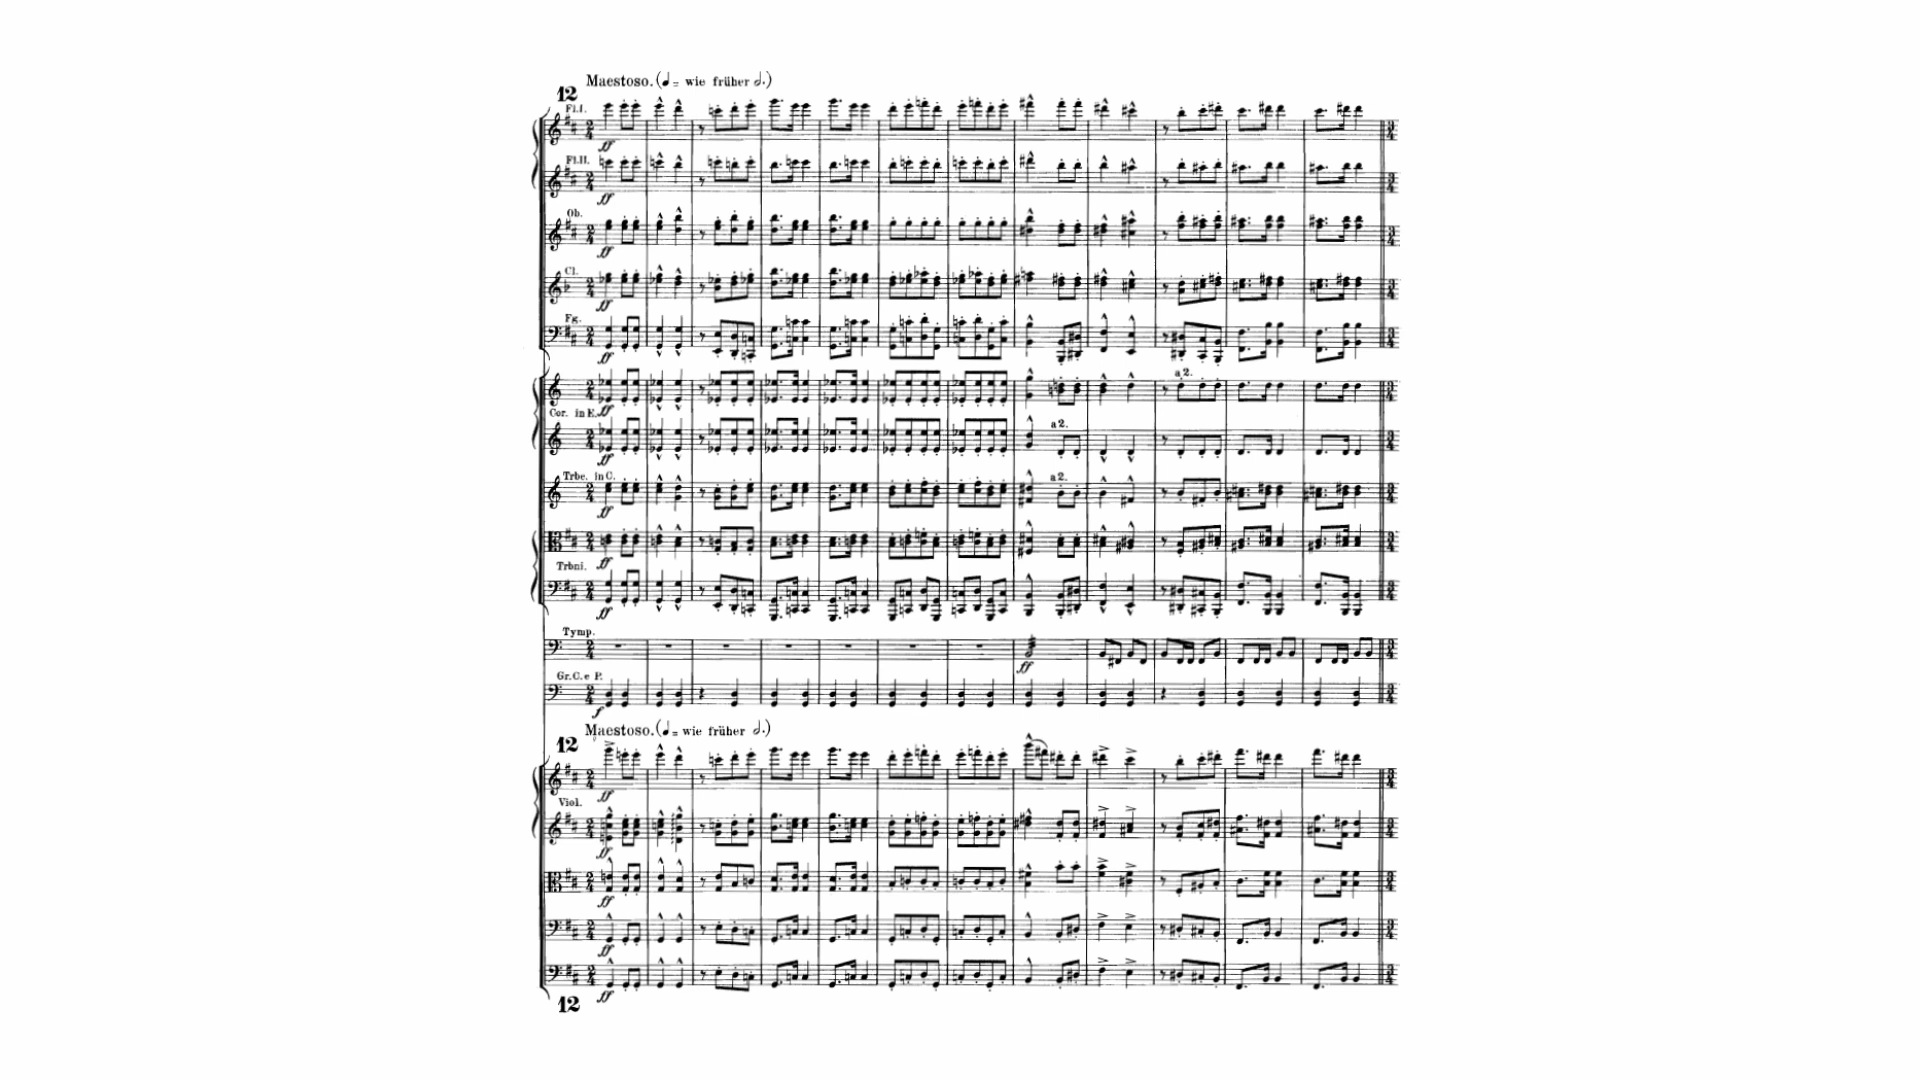 Maestoso. (♩ = wie früher 𝅗𝅥.)
12
Fl.I.
ff
Fl.II.
ff
Ob.
ff
Cl.
ff
Fg.
ff
ff
Cor. in E.
a 2.
a 2.
ff
Trbe. in C.
a 2.
ff
ff
Trbni.
ff
Tymp.
ff
Gr.C. e P.
f
Maestoso. (♩ = wie früher 𝅗𝅥.)
12
ff
Viol.
ff
ff
ff
ff
12